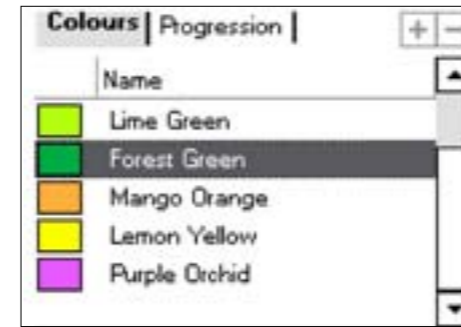 Colours Progression + −
Name
Lime Green
Forest Green
Mango Orange
Lemon Yellow
Purple Orchid